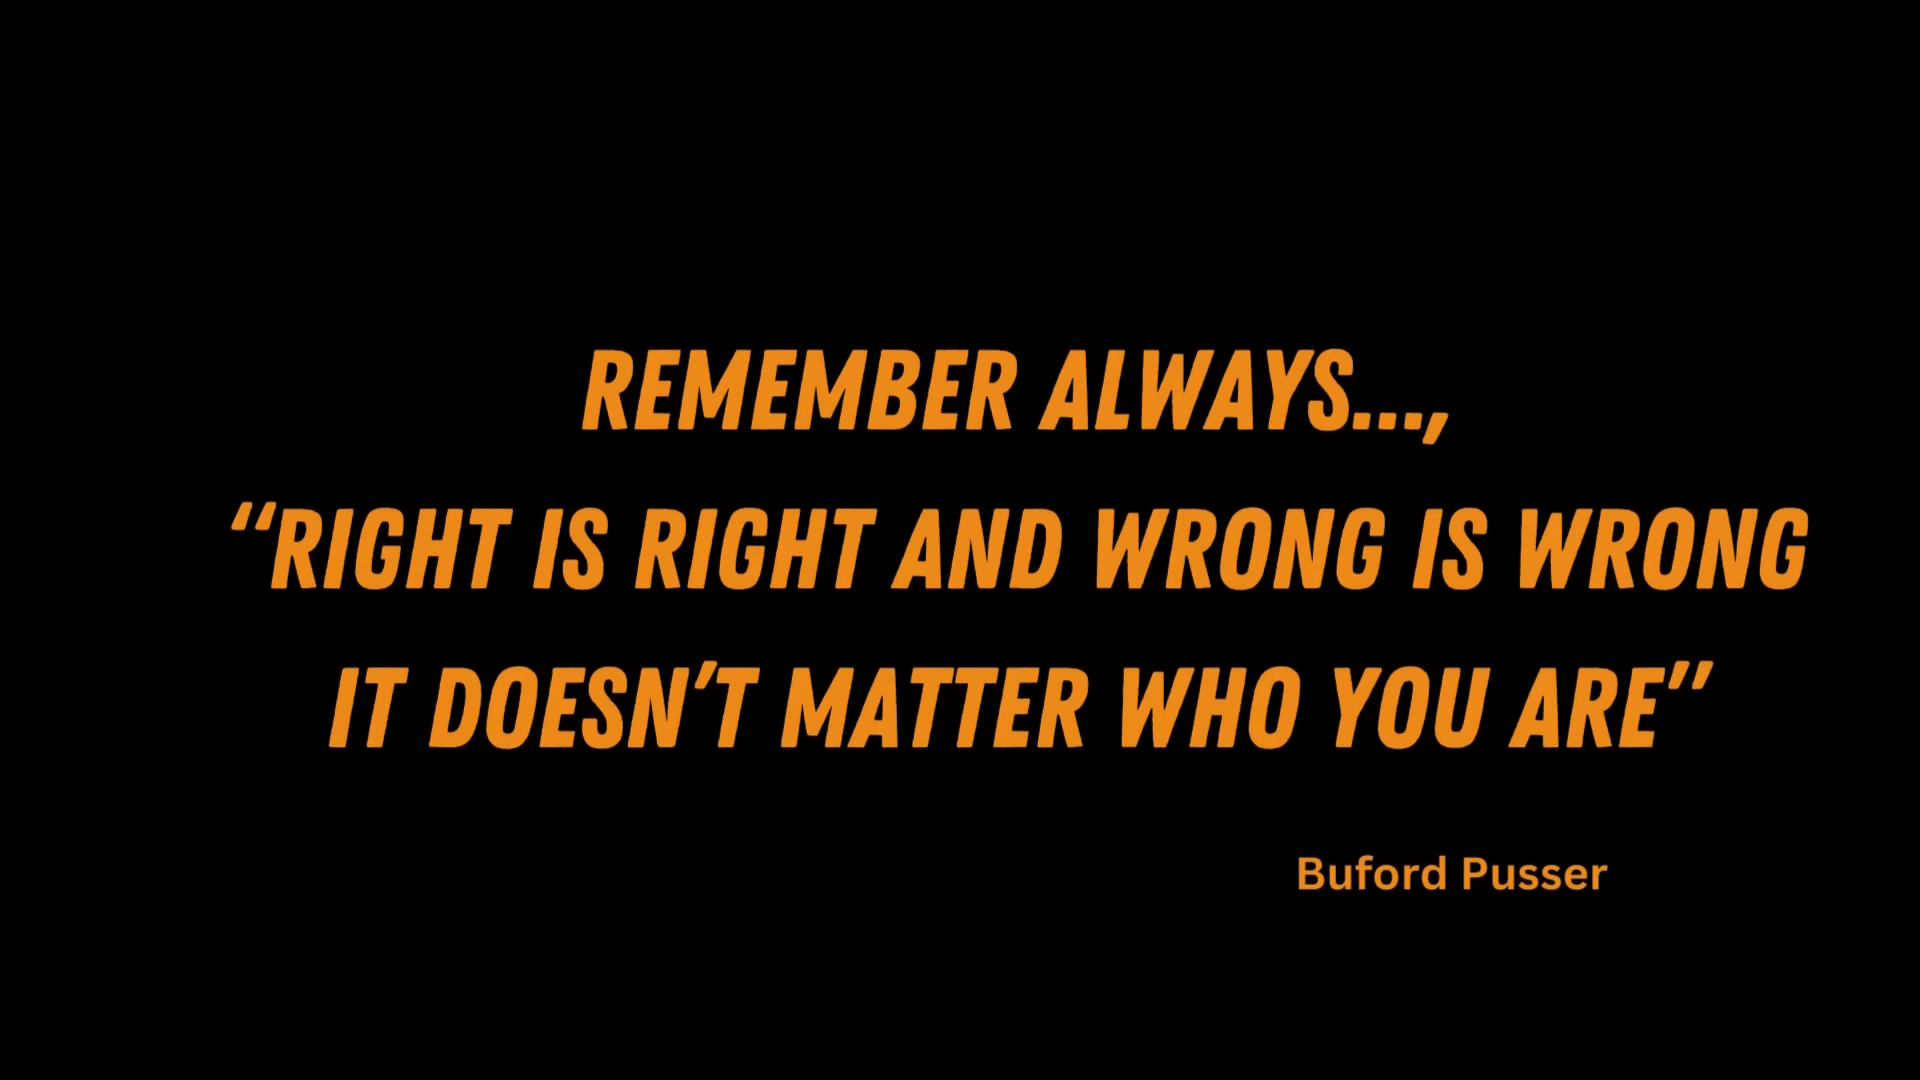 REMEMBER ALWAYS...,
“RIGHT IS RIGHT AND WRONG IS WRONG
IT DOESN’T MATTER WHO YOU ARE”
Buford Pusser